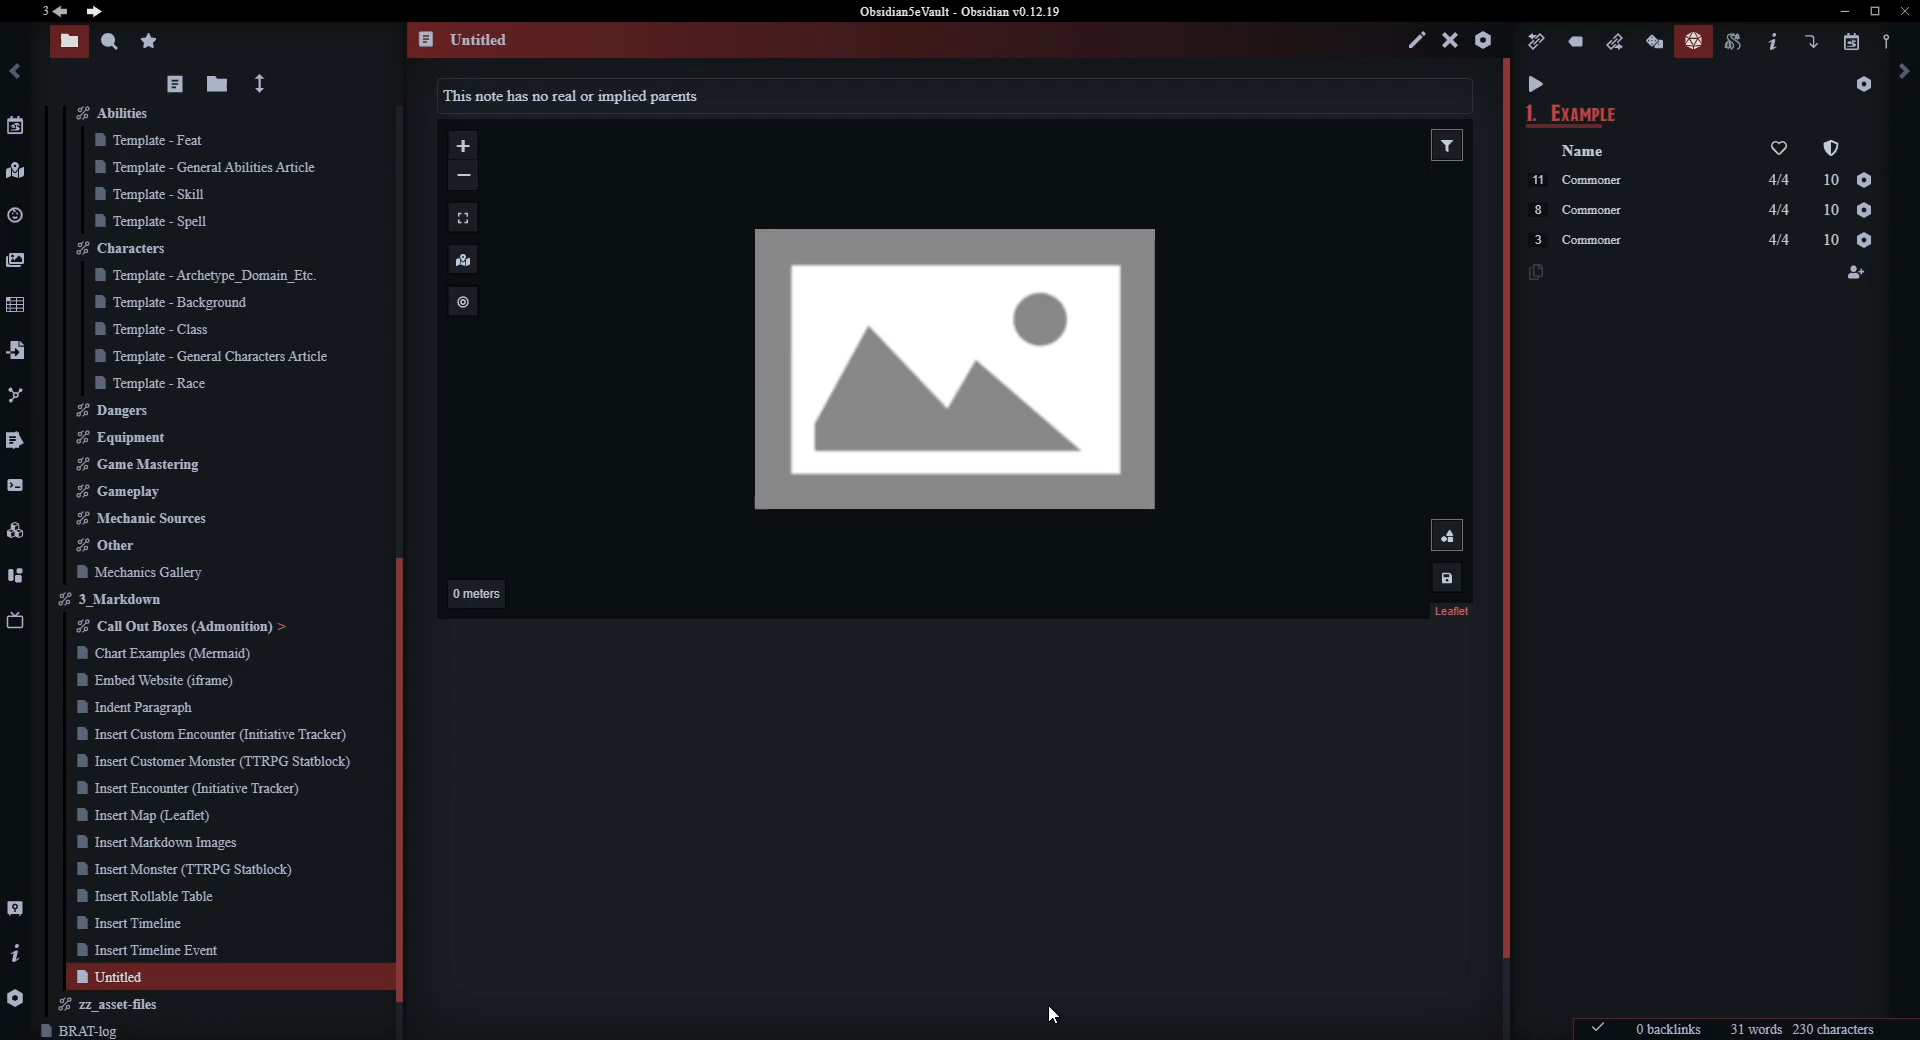 3
Obsidian5eVault - Obsidian v0.12.19
Abilities
Template - Feat
Template - General Abilities Article
Template - Skill
Template - Spell
Characters
Template - Archetype_Domain_Etc.
Template - Background
Template - Class
Template - General Characters Article
Template - Race
Dangers
Equipment
Game Mastering
Gameplay
Mechanic Sources
Other
Mechanics Gallery
3_Markdown
Call Out Boxes (Admonition) >
Chart Examples (Mermaid)
Embed Website (iframe)
Indent Paragraph
Insert Custom Encounter (Initiative Tracker)
Insert Customer Monster (TTRPG Statblock)
Insert Encounter (Initiative Tracker)
Insert Map (Leaflet)
Insert Markdown Images
Insert Monster (TTRPG Statblock)
Insert Rollable Table
Insert Timeline
Insert Timeline Event
Untitled
zz_asset-files
BRAT-log
Untitled
This note has no real or implied parents
0 meters
Leaflet
1. Example
Name
11 Commoner 4/4 10
8 Commoner 4/4 10
3 Commoner 4/4 10
0 backlinks 31 words 230 characters